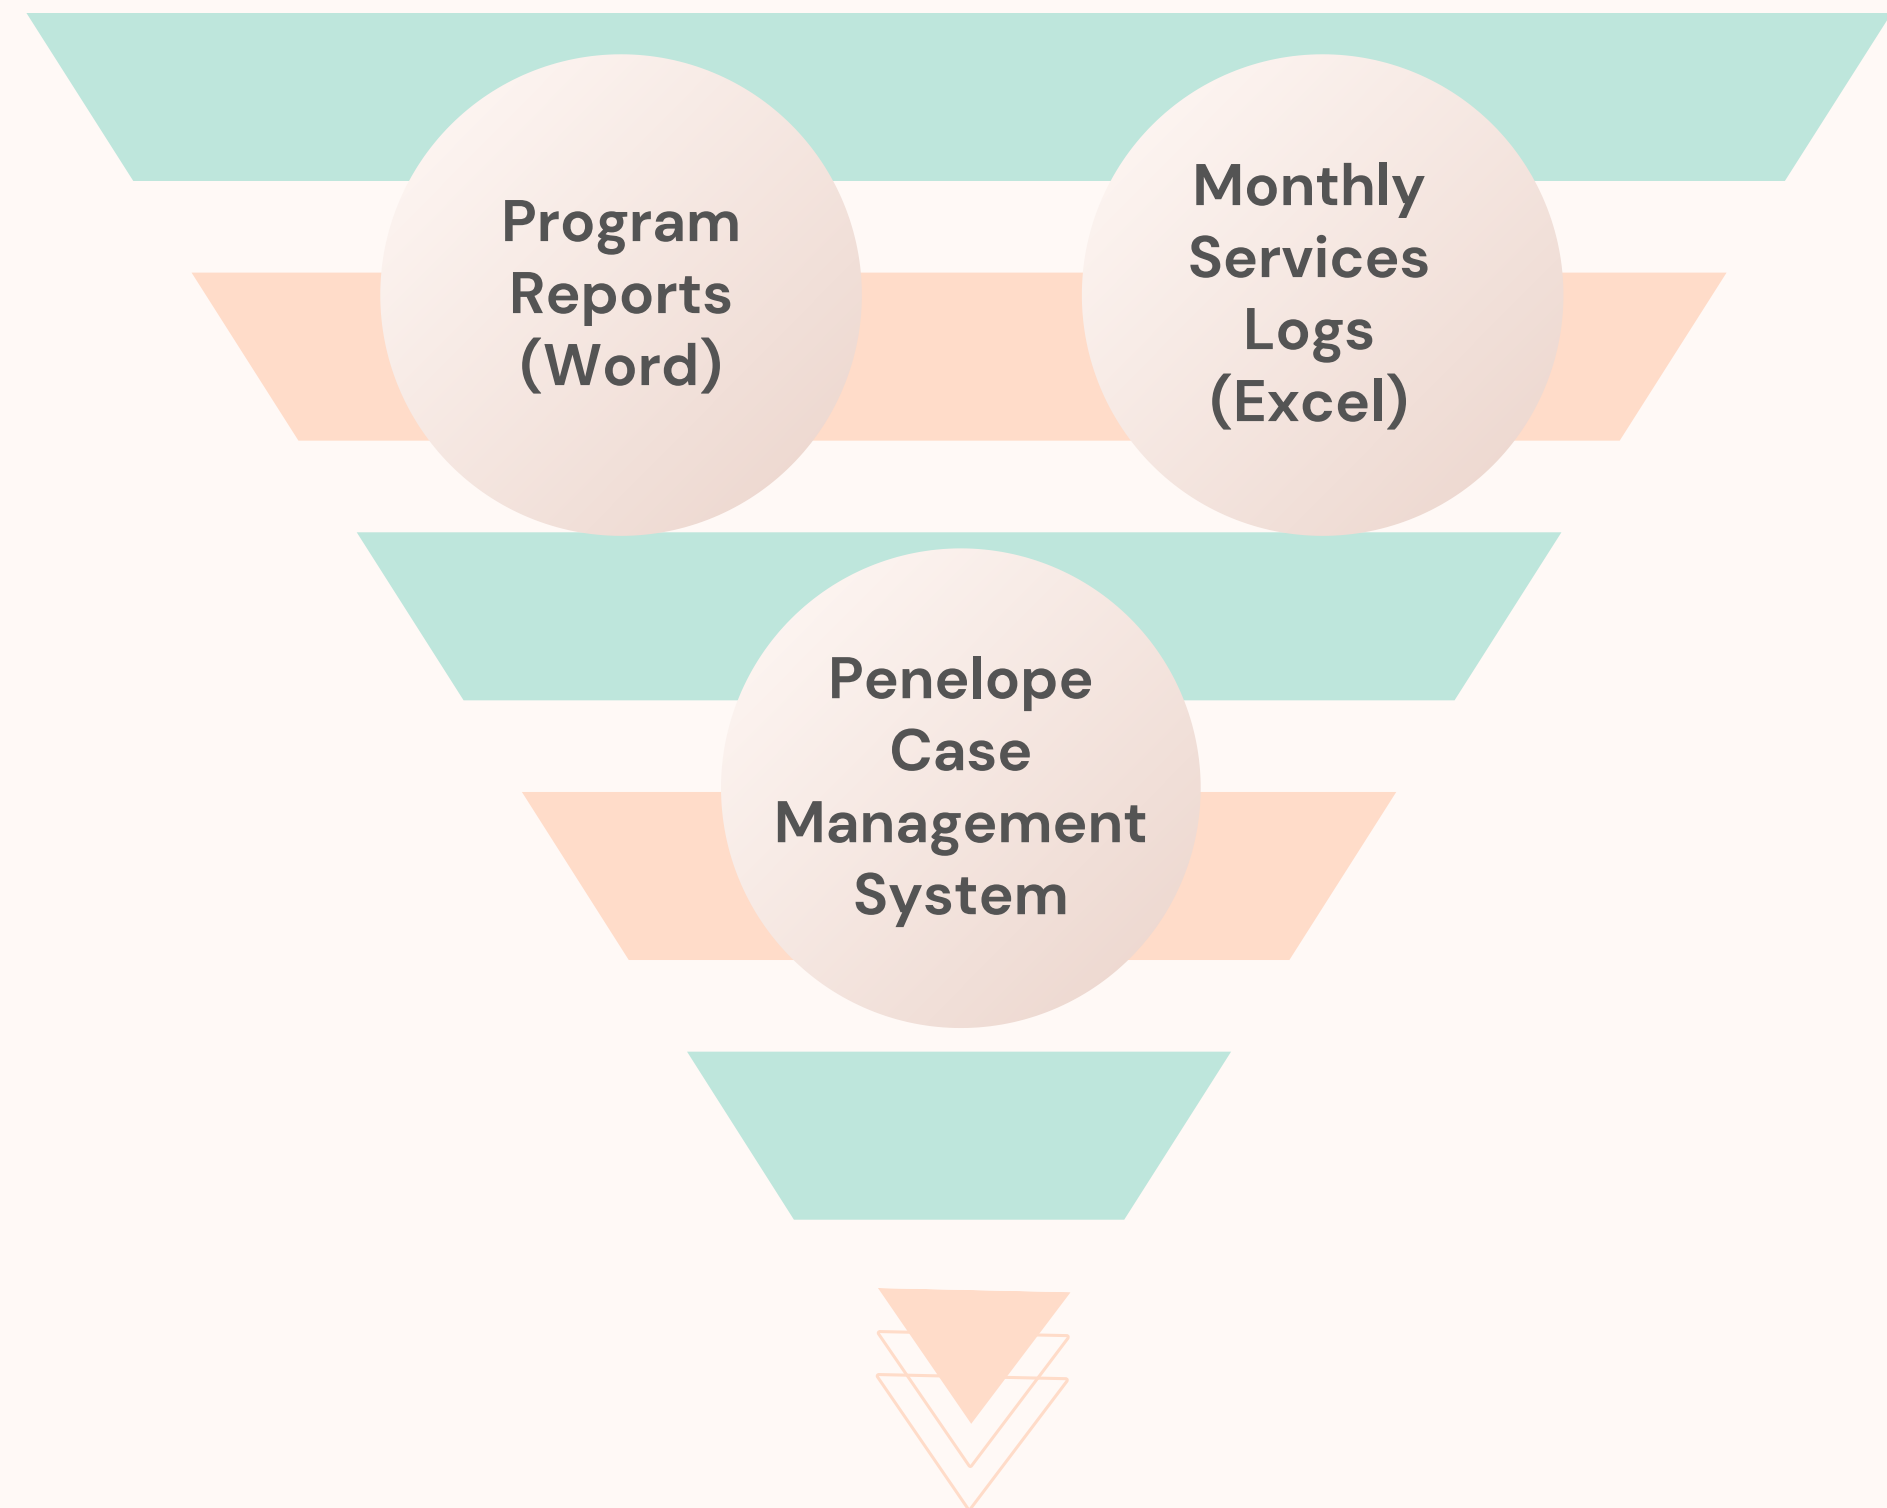 Program
Reports
(Word)
Monthly
Services
Logs
(Excel)
Penelope
Case
Management
System